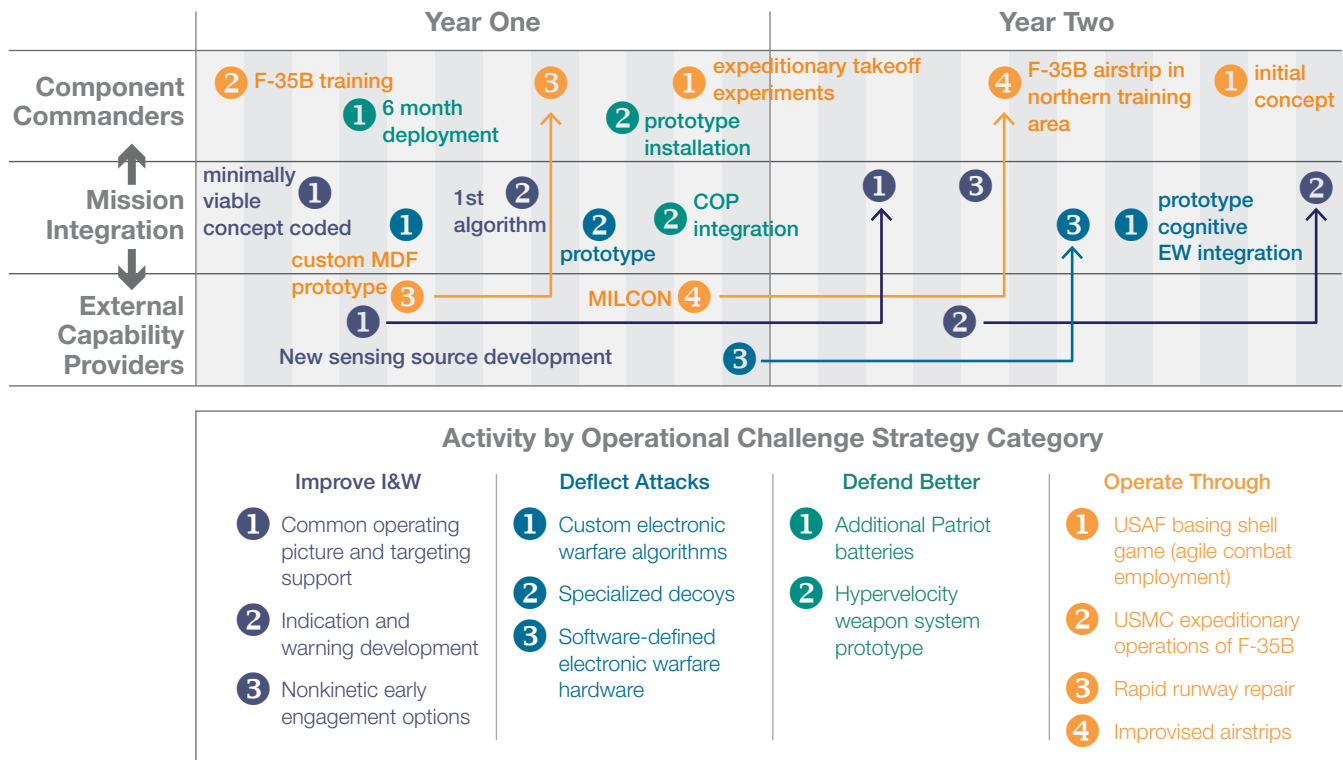 Year One
Year Two
Component
Commanders
2 F-35B training
1 6 month
deployment
3
1 expeditionary takeoff
experiments
2 prototype
installation
4 F-35B airstrip in
northern training
area
1 initial
concept
Mission
Integration
minimally
viable
concept coded
1
1
1st
algorithm
2
2
prototype
2 COP
integration
1
3
3
1 prototype
cognitive
EW integration
2
External
Capability
Providers
custom MDF
prototype
3
1
New sensing source development
MILCON 4
3
2
Activity by Operational Challenge Strategy Category
Improve I&W
1 Common operating
picture and targeting
support
2 Indication and
warning development
3 Nonkinetic early
engagement options
Deflect Attacks
1 Custom electronic
warfare algorithms
2 Specialized decoys
3 Software-defined
electronic warfare
hardware
Defend Better
1 Additional Patriot
batteries
2 Hypervelocity
weapon system
prototype
Operate Through
1 USAF basing shell
game (agile combat
employment)
2 USMC expeditionary
operations of F-35B
3 Rapid runway repair
4 Improvised airstrips